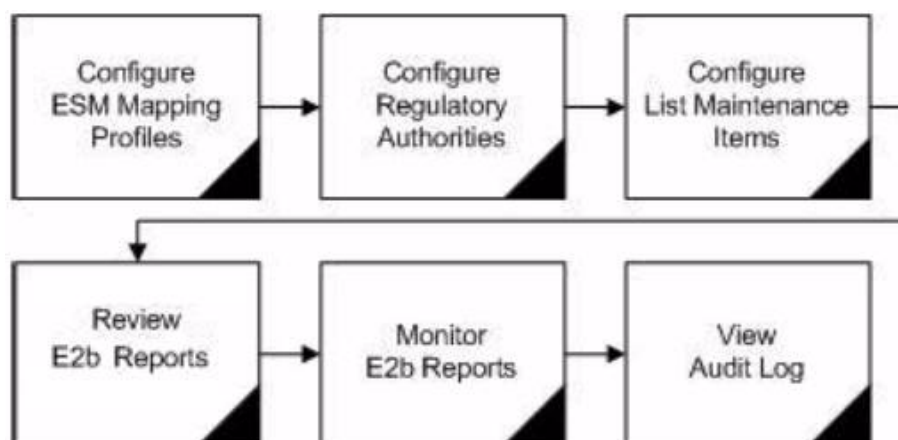 Configure
ESM Mapping
Profiles
Configure
Regulatory
Authorities
Configure
List Maintenance
Items
Review
E2b Reports
Monitor
E2b Reports
View
Audit Log